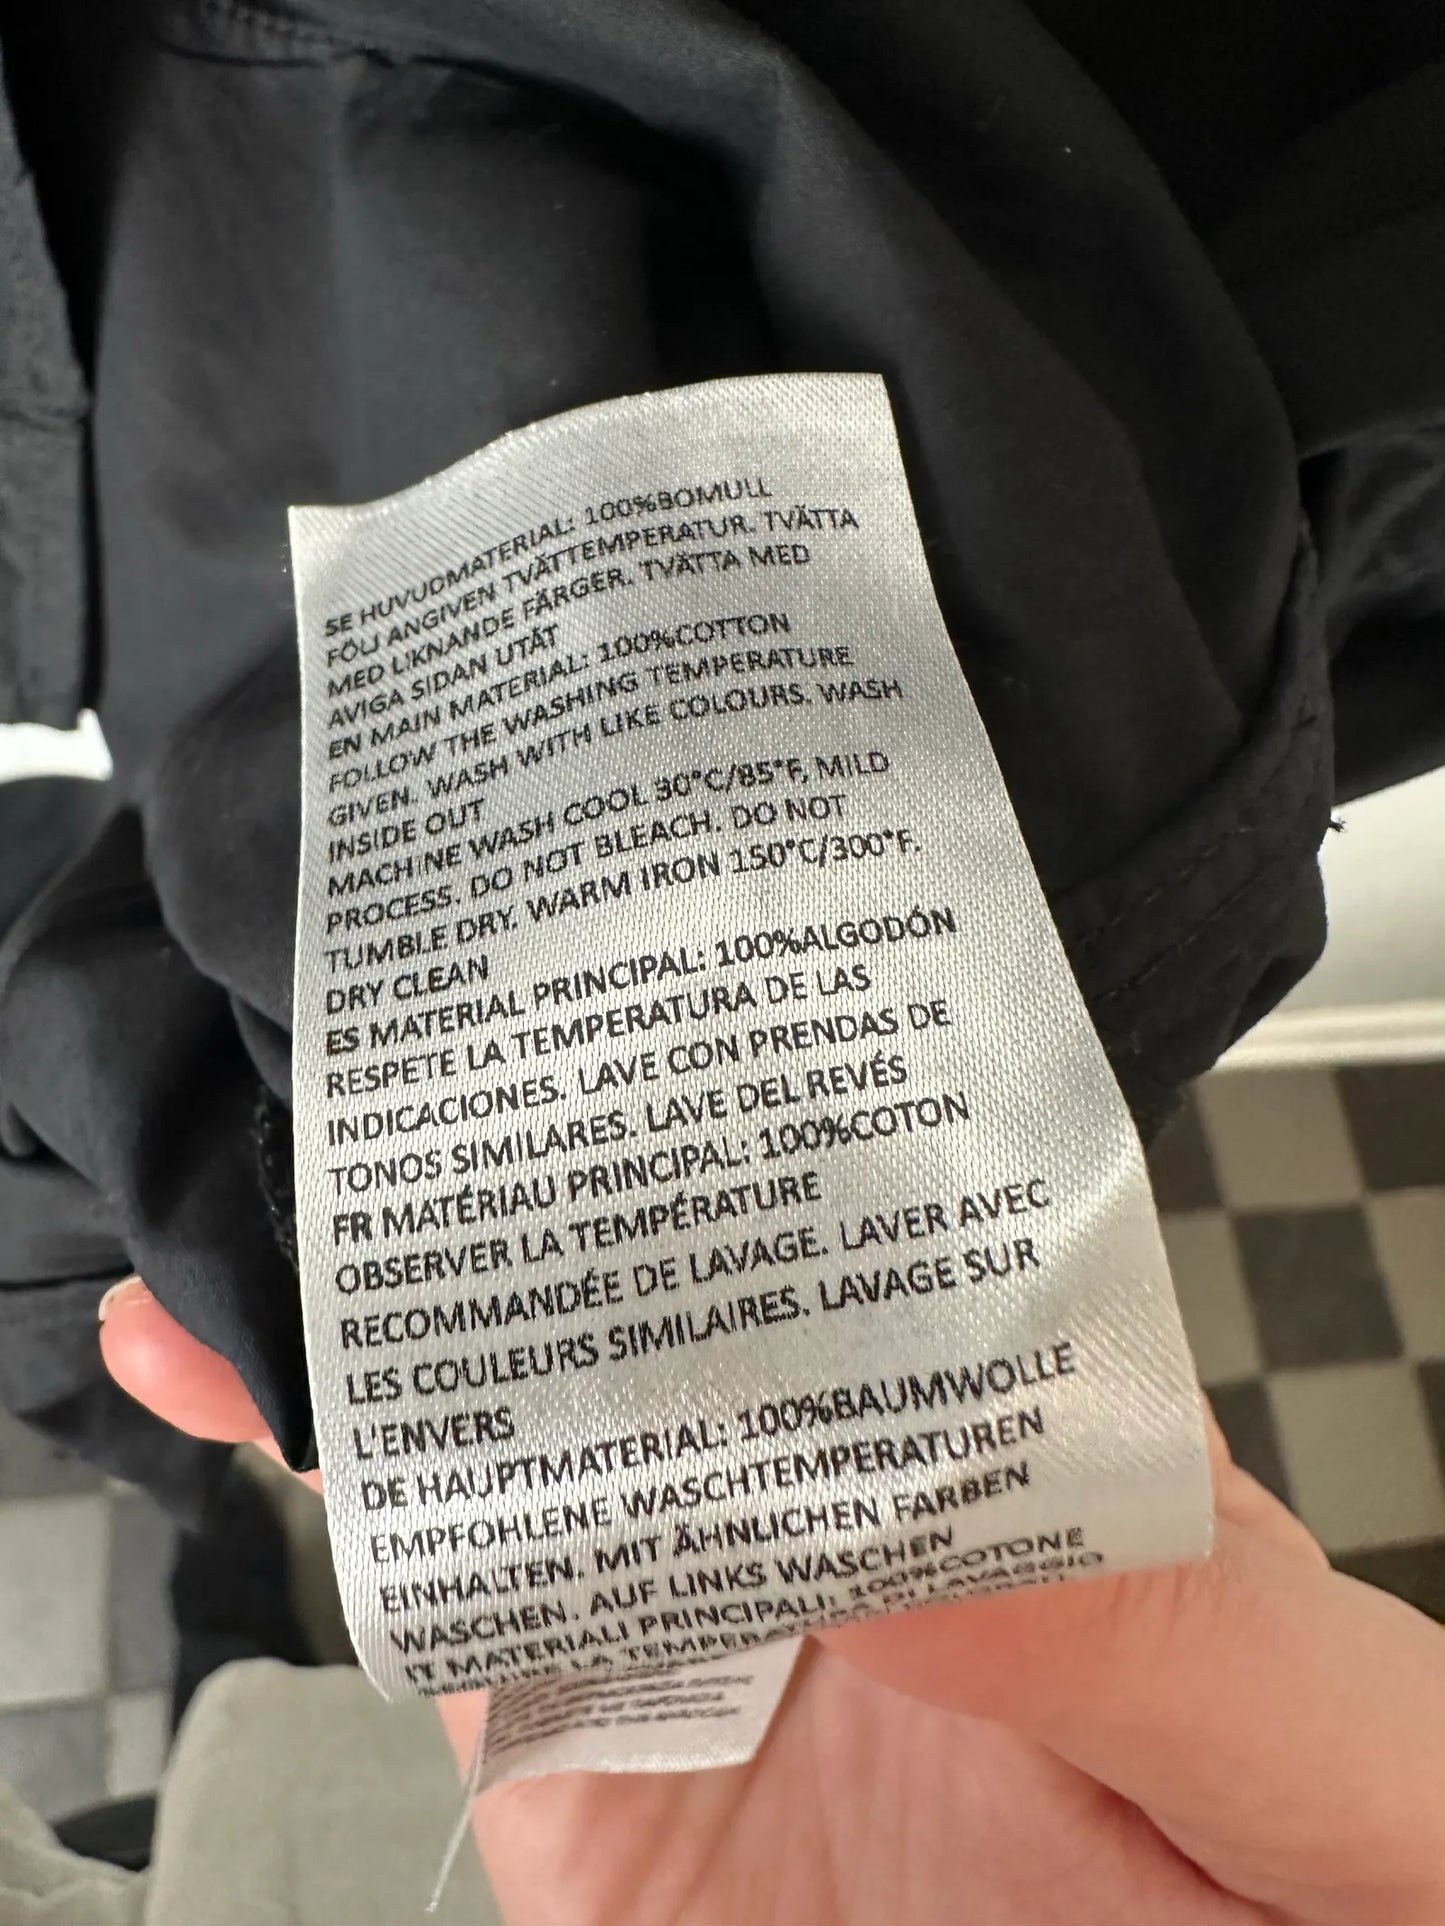 SE HUVUDMATERIAL: 100%BOMULL
FÖLJ ANGIVEN TVÄTTEMPERATUR. TVÄTTA
MED LIKNANDE FÄRGER. TVÄTTA MED
AVIGA SIDAN UTÅT
EN MAIN MATERIAL: 100%COTTON
FOLLOW THE WASHING TEMPERATURE
GIVEN. WASH WITH LIKE COLOURS. WASH
INSIDE OUT
MACHINE WASH COOL 30°C/85°F, MILD
PROCESS. DO NOT BLEACH. DO NOT
TUMBLE DRY. WARM IRON 150°C/300°F.
DRY CLEAN
ES MATERIAL PRINCIPAL: 100%ALGODÓN
RESPETE LA TEMPERATURA DE LAS
INDICACIONES. LAVE CON PRENDAS DE
TONOS SIMILARES. LAVE DEL REVÉS
FR MATÉRIAU PRINCIPAL: 100%COTON
OBSERVER LA TEMPÉRATURE
RECOMMANDÉE DE LAVAGE. LAVER AVEC
LES COULEURS SIMILAIRES. LAVAGE SUR
L'ENVERS
DE HAUPTMATERIAL: 100%BAUMWOLLE
EMPFOHLENE WASCHTEMPERATUREN
EINHALTEN. MIT ÄHNLICHEN FARBEN
WASCHEN. AUF LINKS WASCHEN
IT MATERIALI PRINCIPALI: 100%COTONE
LA TEMPERATURA DI LAVAGGIO